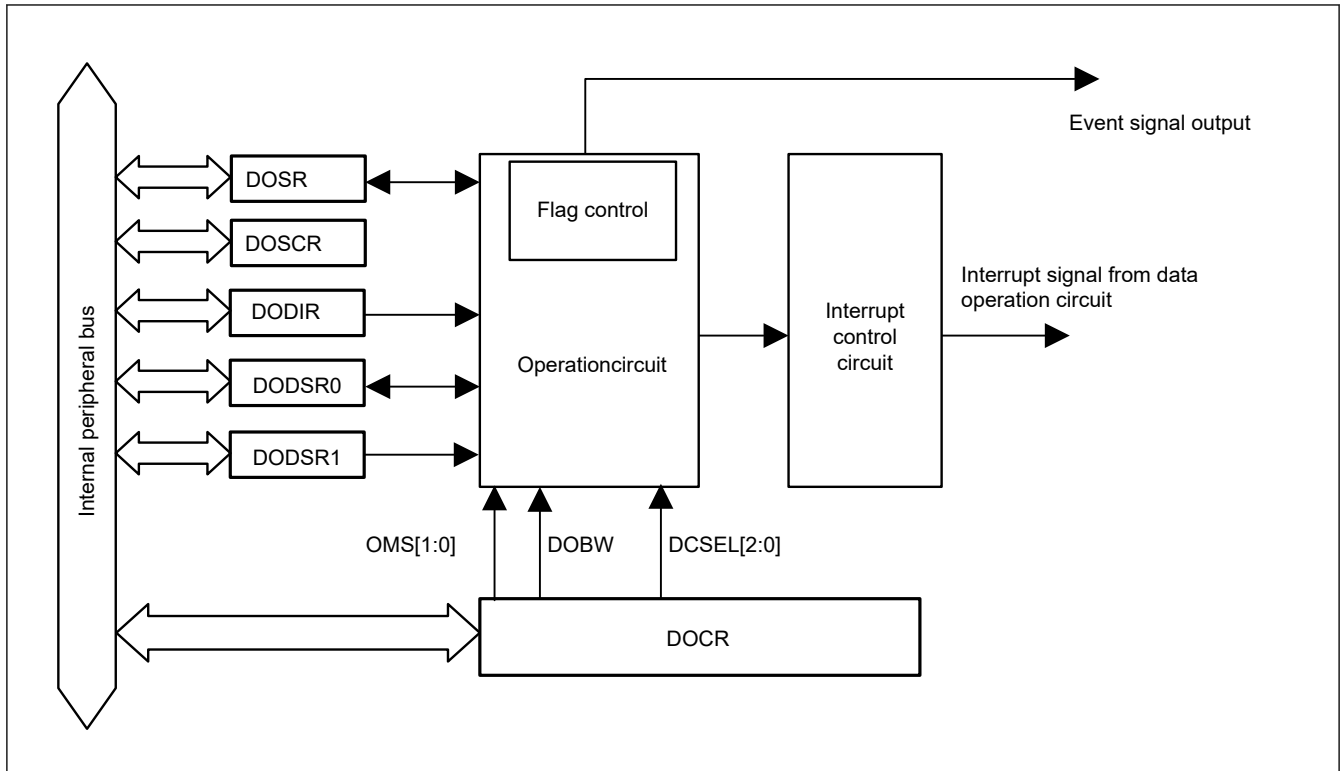 Event signal output
DOSR
Flag control
DOSCR
Interrupt signal from data
operation circuit
DODIR
Interrupt
control
circuit
Operationcircuit
DODSR0
DODSR1
Internal peripheral bus
OMS[1:0]
DOBW
DCSEL[2:0]
DOCR